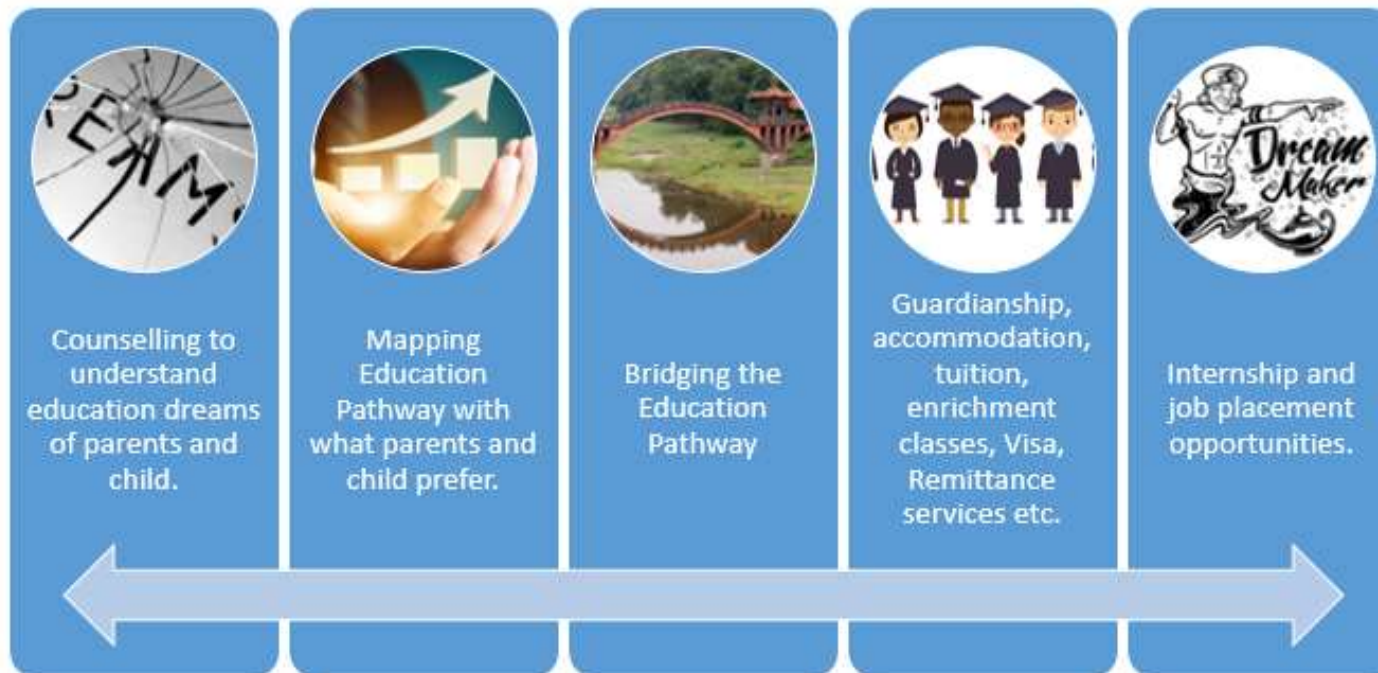 REAMS
Dream
Maker
Counselling to
understand
education dreams
of parents and
child.
Mapping
Education
Pathway with
what parents and
child prefer.
Bridging the
Education
Pathway
Guardianship,
accommodation,
tuition,
enrichment
classes, Visa,
Remittance
services etc.
Internship and
job placement
opportunities.